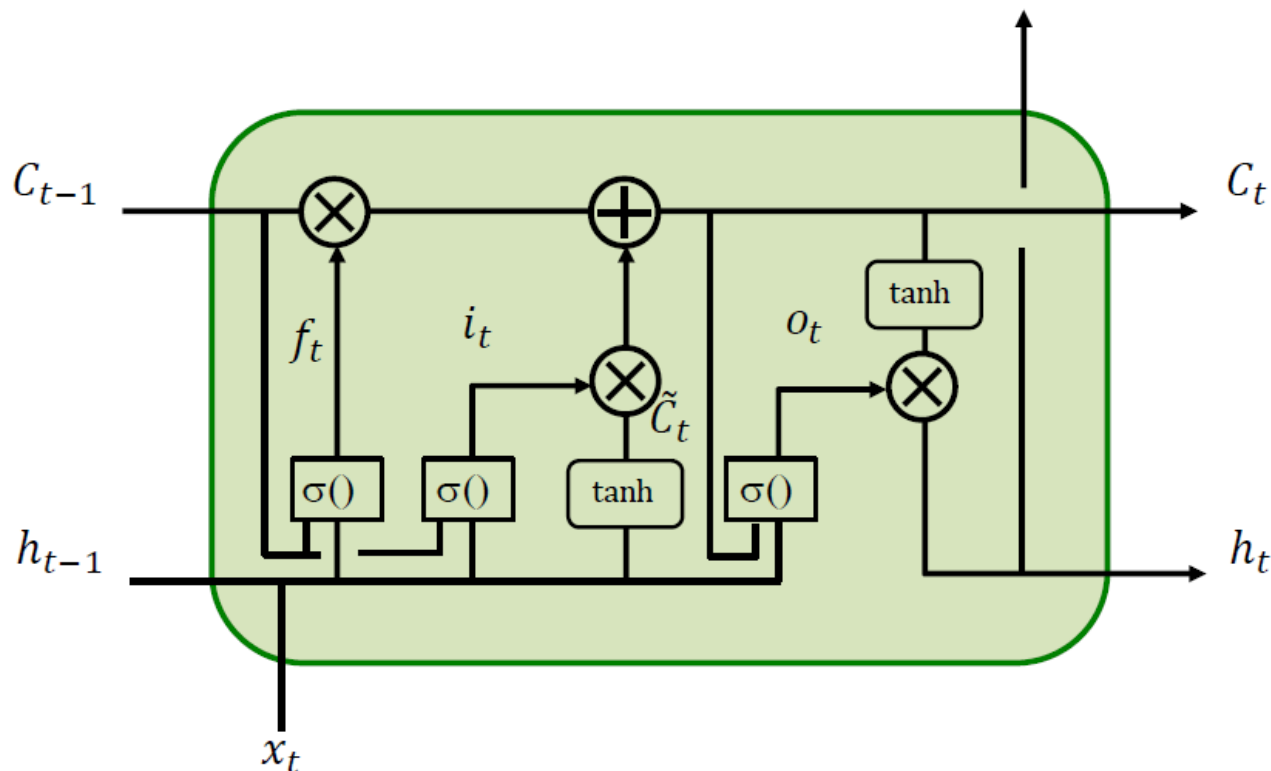 C_{t−1}
C_t
tanh
f_t
i_t
o_t
C̃_t
σ()
σ()
tanh
σ()
h_{t−1}
h_t
x_t